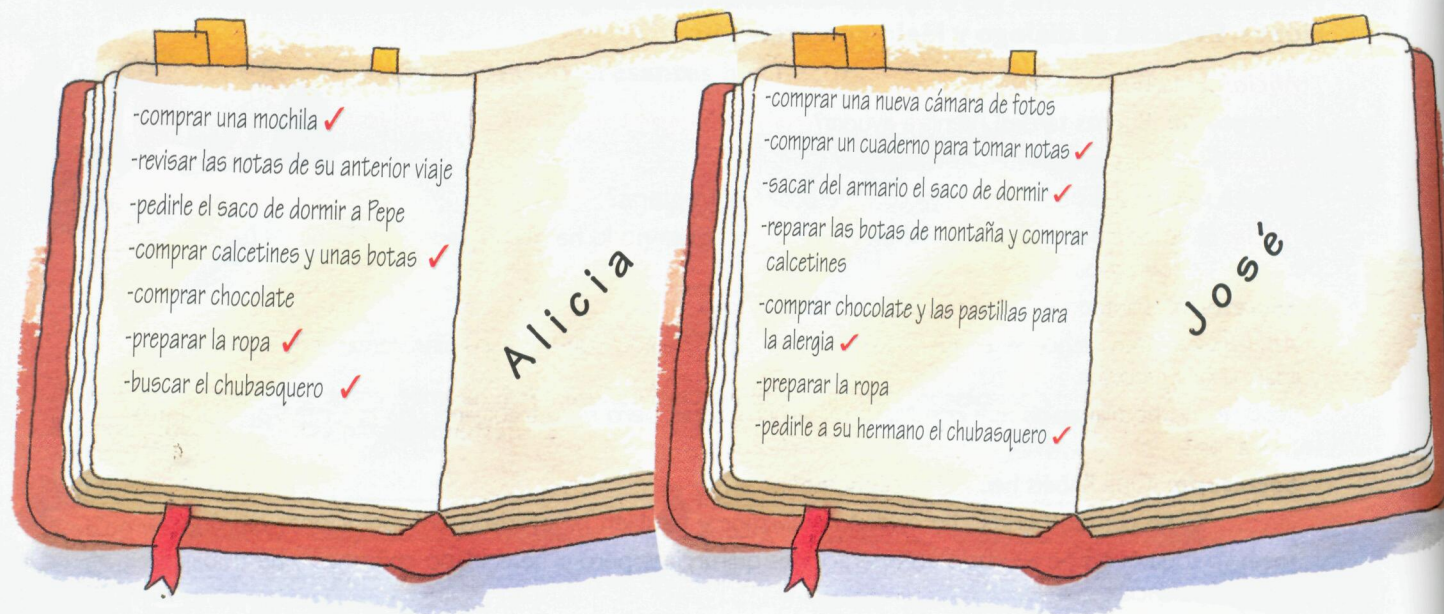 -comprar una mochila ✓
-revisar las notas de su anterior viaje
-pedirle el saco de dormir a Pepe
-comprar calcetines y unas botas ✓
-comprar chocolate
-preparar la ropa ✓
-buscar el chubasquero ✓
Alicia
-comprar una nueva cámara de fotos
-comprar un cuaderno para tomar notas ✓
-sacar del armario el saco de dormir ✓
-reparar las botas de montaña y comprar
calcetines
-comprar chocolate y las pastillas para
la alergia ✓
-preparar la ropa
-pedirle a su hermano el chubasquero ✓
José